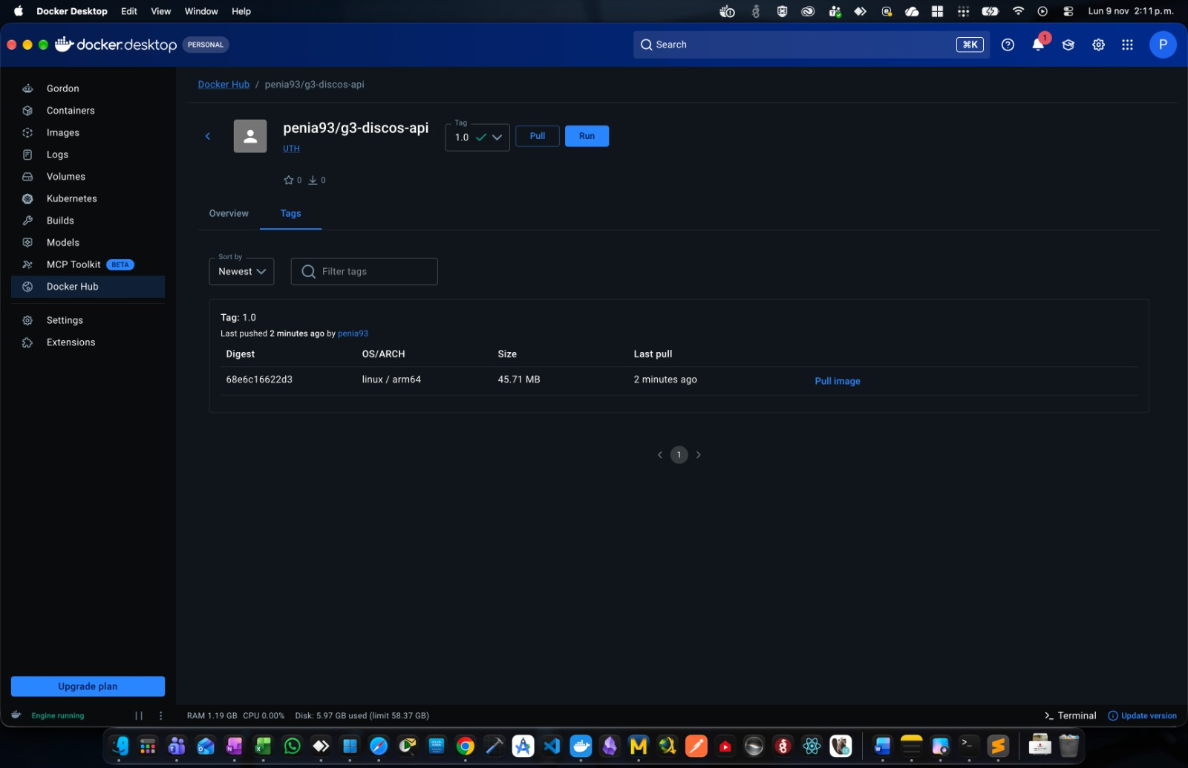 Docker Desktop Edit View Window Help Lun 9 nov 2:11 p. m.
docker.desktop PERSONAL Search ⌘K 1 P
Gordon
Containers
Images
Logs
Volumes
Kubernetes
Builds
Models
MCP Toolkit BETA
Docker Hub
Settings
Extensions
Upgrade plan
Docker Hub / penia93/g3-discos-api
penia93/g3-discos-api
UTH
Tag
1.0
Pull
Run
0 0
Overview Tags
Sort by
Newest
Filter tags
Tag: 1.0
Last pushed 2 minutes ago by penia93
Digest OS/ARCH Size Last pull
68e6c16622d3 linux / arm64 45.71 MB 2 minutes ago Pull image
1
Engine running RAM 1.19 GB CPU 0.00% Disk: 5.97 GB used (limit 58.37 GB) Terminal Update version